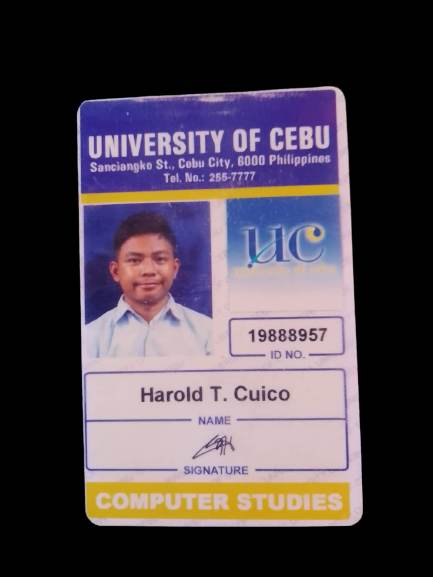 UNIVERSITY OF CEBU
Sanciangko St., Cebu City, 6000 Philippines
Tel. No.: 255-7777
uc
19888957
ID NO.
Harold T. Cuico
NAME
SIGNATURE
COMPUTER STUDIES